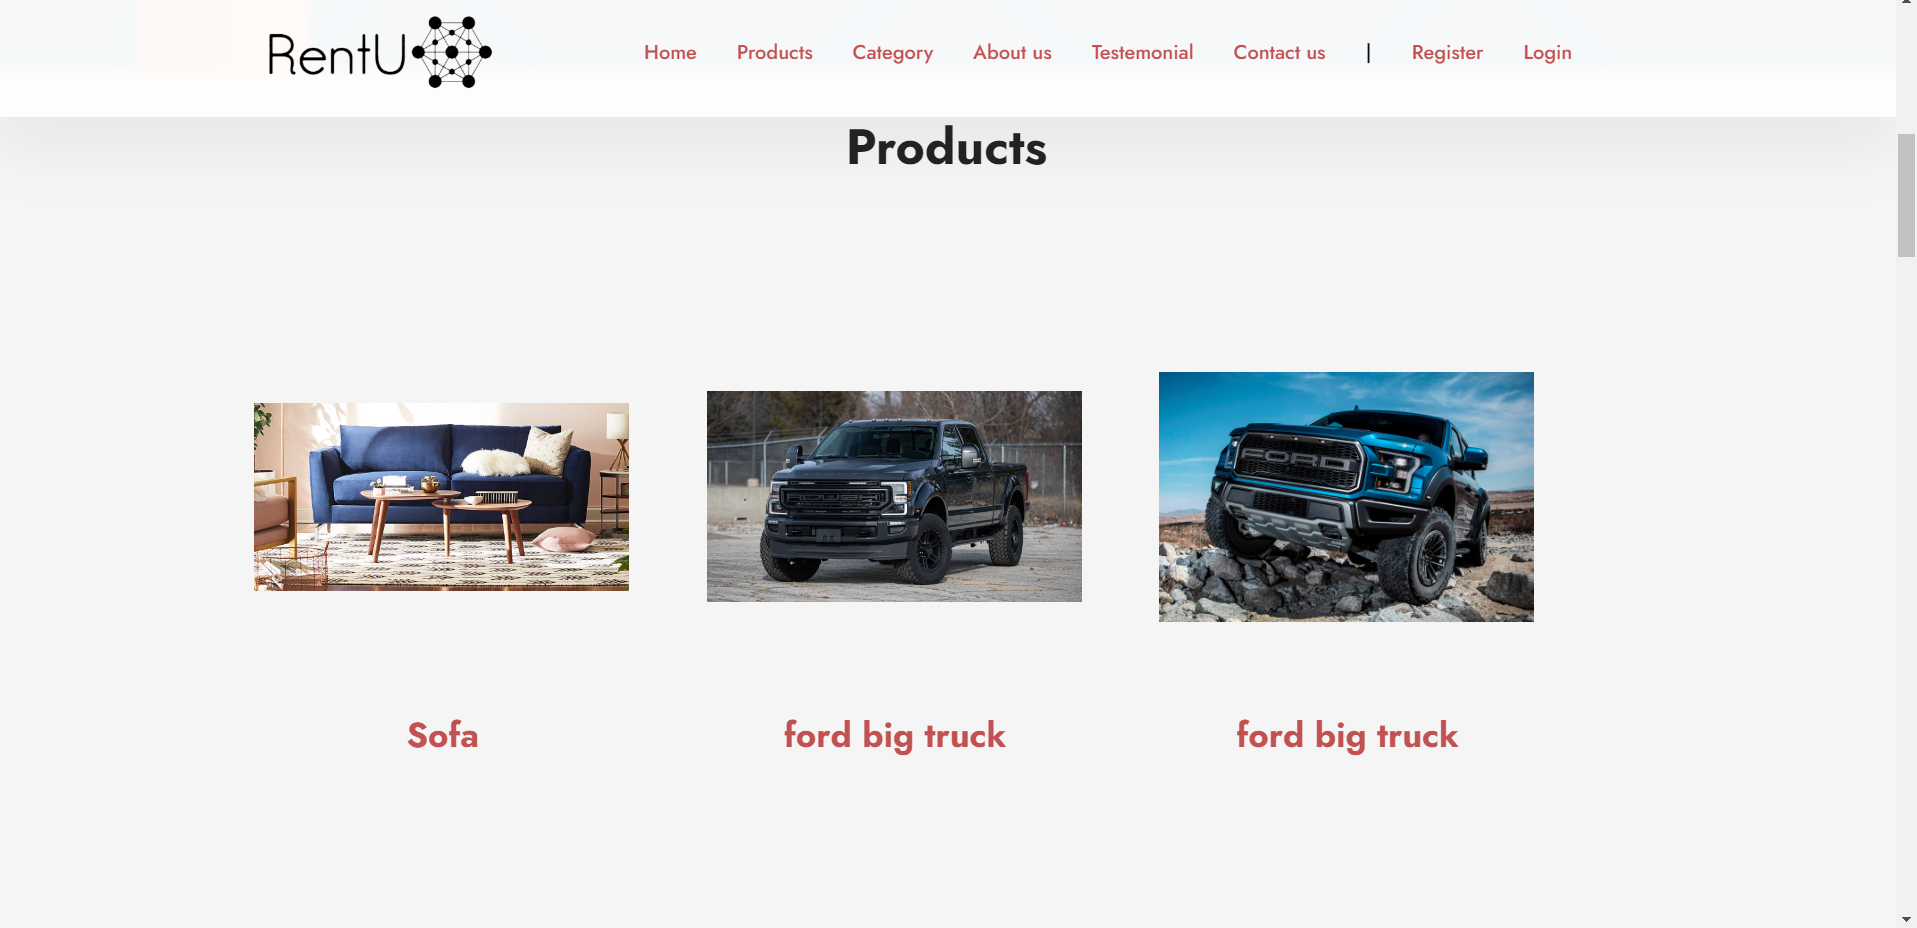 RentU
Home Products Category About us Testemonial Contact us | Register Login
Products
FORD
Sofa ford big truck ford big truck